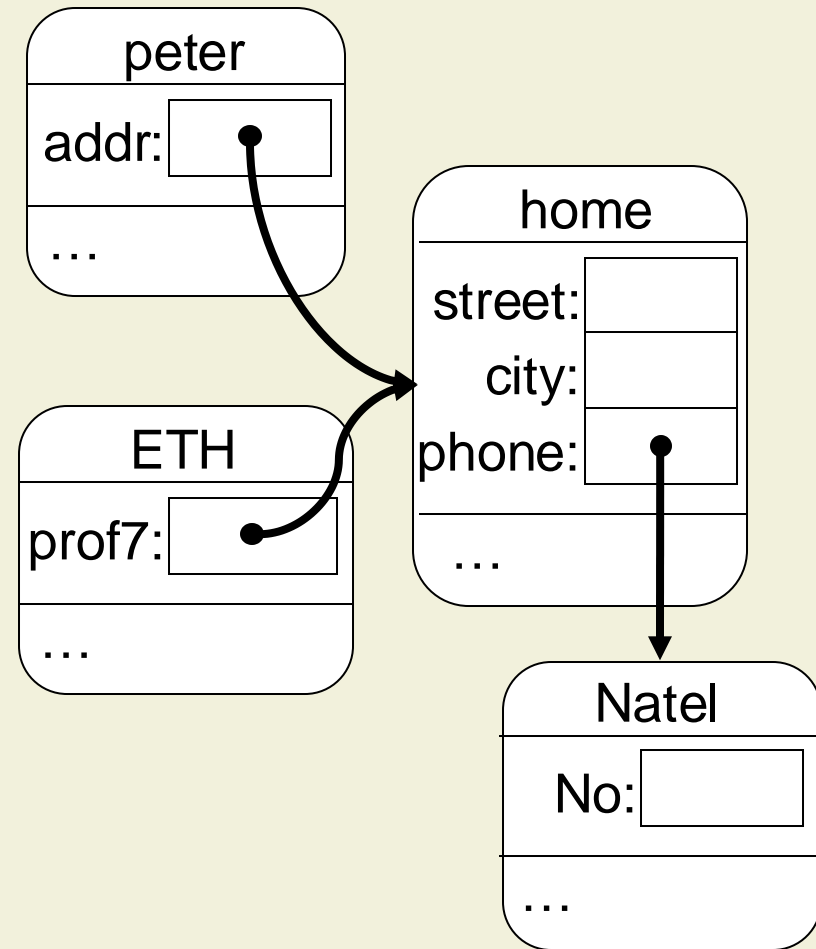 peter
addr:
…
home
street:
city:
phone:
…
ETH
prof7:
…
Natel
No:
…